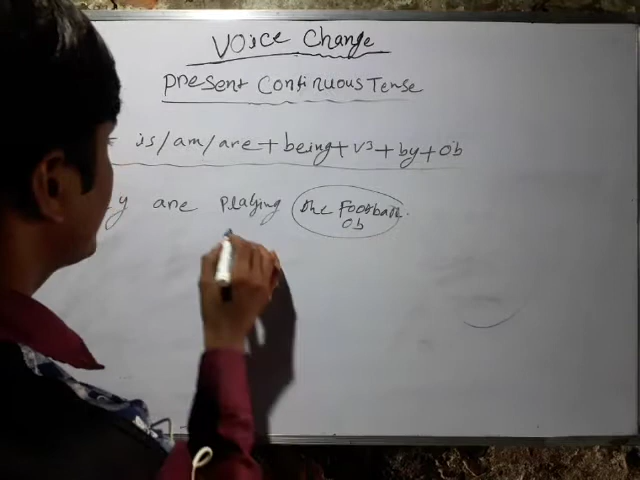 Voice Change
Present Continuous Tense
+ is/am/are + being + v3 + by + ob
y are playing the Football.
ob